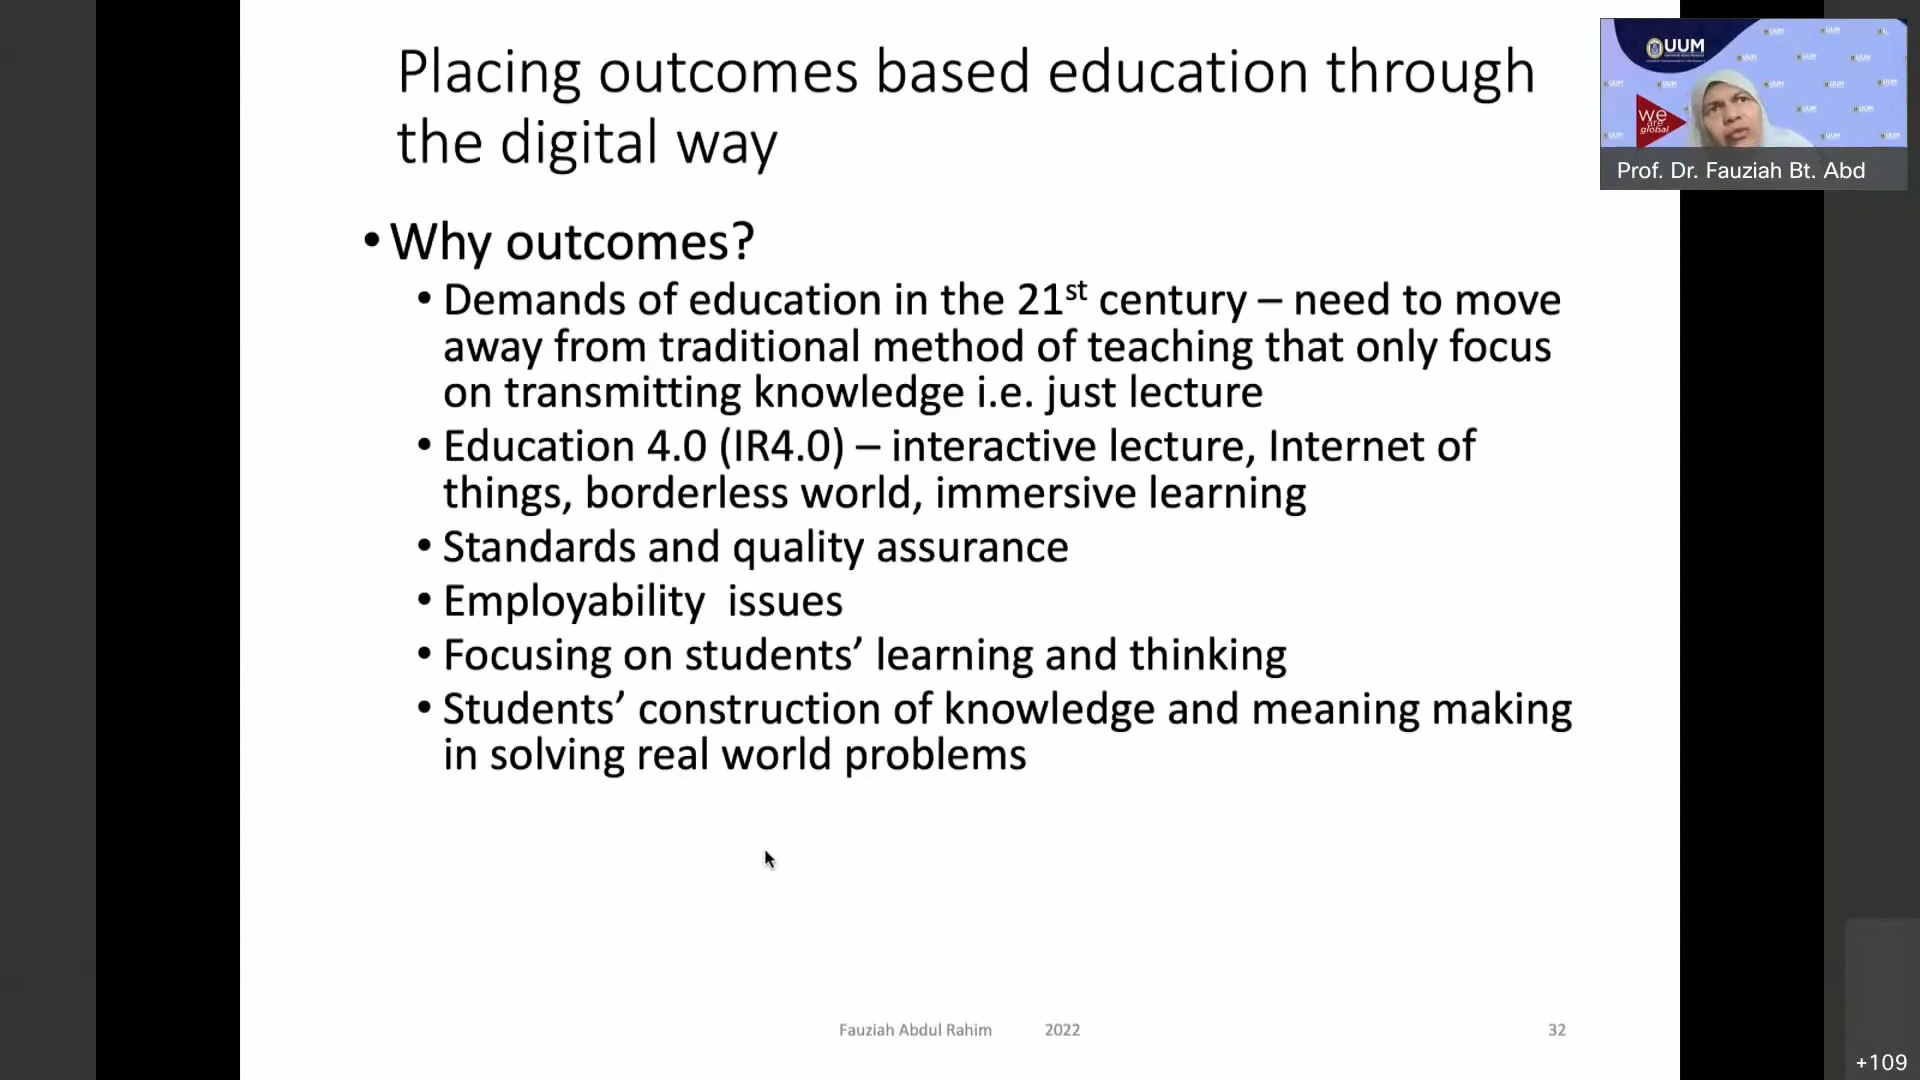 Placing outcomes based education through
the digital way
• Why outcomes?
• Demands of education in the 21st century – need to move
away from traditional method of teaching that only focus
on transmitting knowledge i.e. just lecture
• Education 4.0 (IR4.0) – interactive lecture, Internet of
things, borderless world, immersive learning
• Standards and quality assurance
• Employability  issues
• Focusing on students’ learning and thinking
• Students’ construction of knowledge and meaning making
in solving real world problems
Fauziah Abdul Rahim 2022 32
UUM
we
are
global
Prof. Dr. Fauziah Bt. Abd
+109